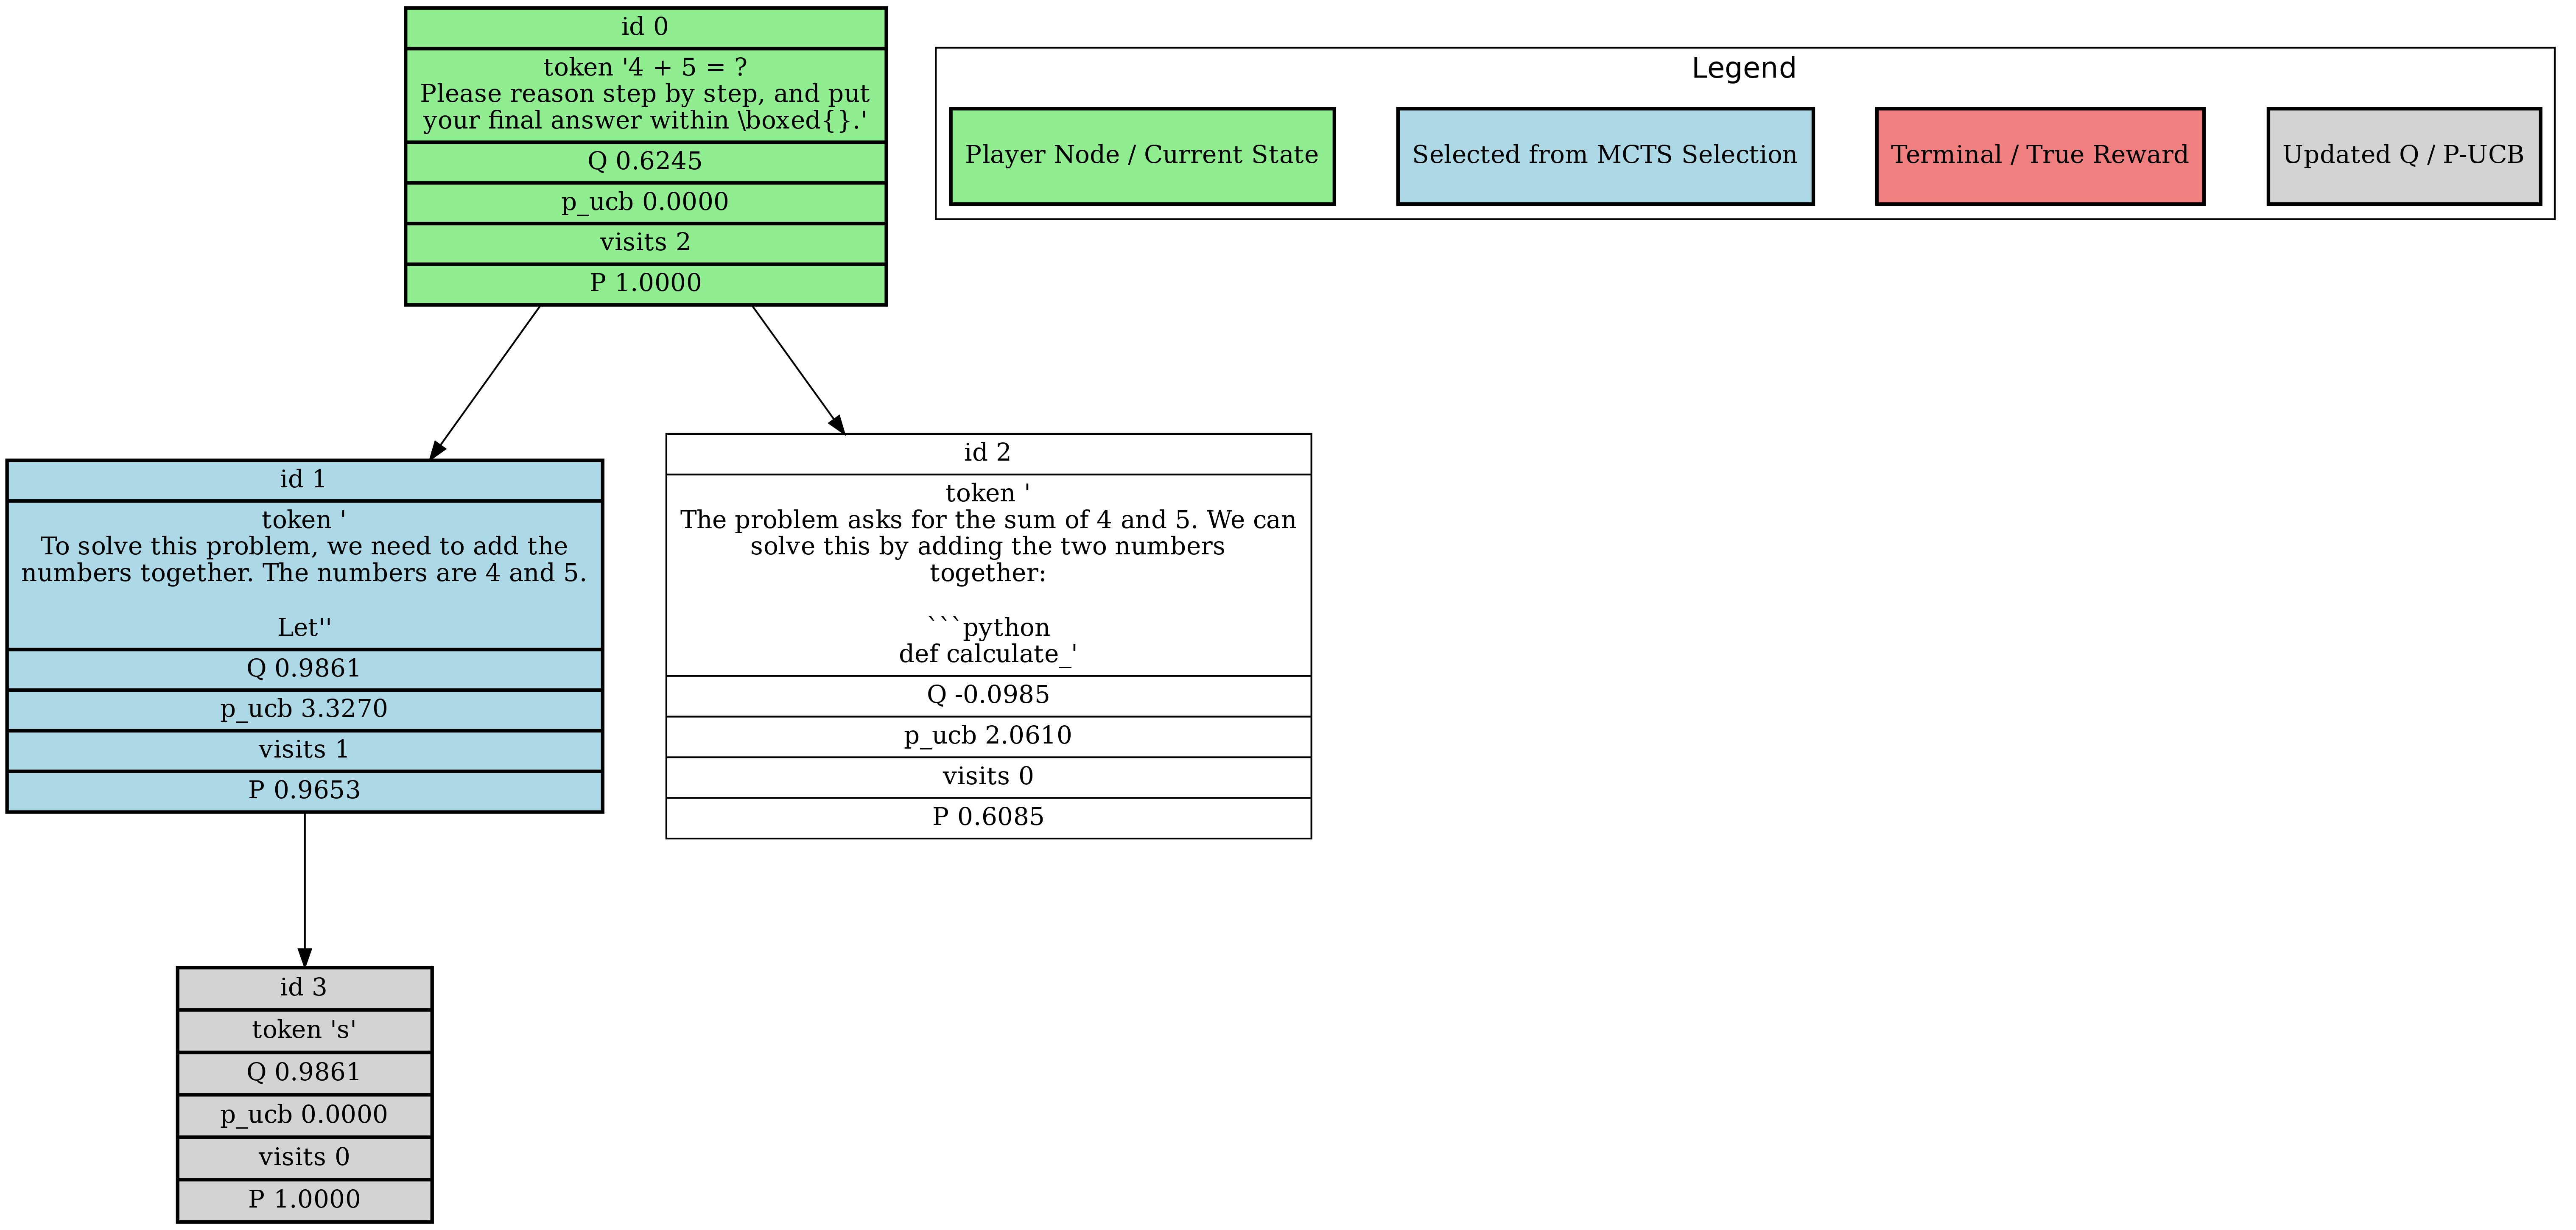 id 0
token '4 + 5 = ?
Please reason step by step, and put
your final answer within \boxed{}.'
Q 0.6245
p_ucb 0.0000
visits 2
P 1.0000
Legend
Player Node / Current State
Selected from MCTS Selection
Terminal / True Reward
Updated Q / P-UCB
id 1
token '
To solve this problem, we need to add the
numbers together. The numbers are 4 and 5.
Let''
Q 0.9861
p_ucb 3.3270
visits 1
P 0.9653
id 2
token '
The problem asks for the sum of 4 and 5. We can
solve this by adding the two numbers
together:
```python
def calculate_'
Q -0.0985
p_ucb 2.0610
visits 0
P 0.6085
id 3
token 's'
Q 0.9861
p_ucb 0.0000
visits 0
P 1.0000